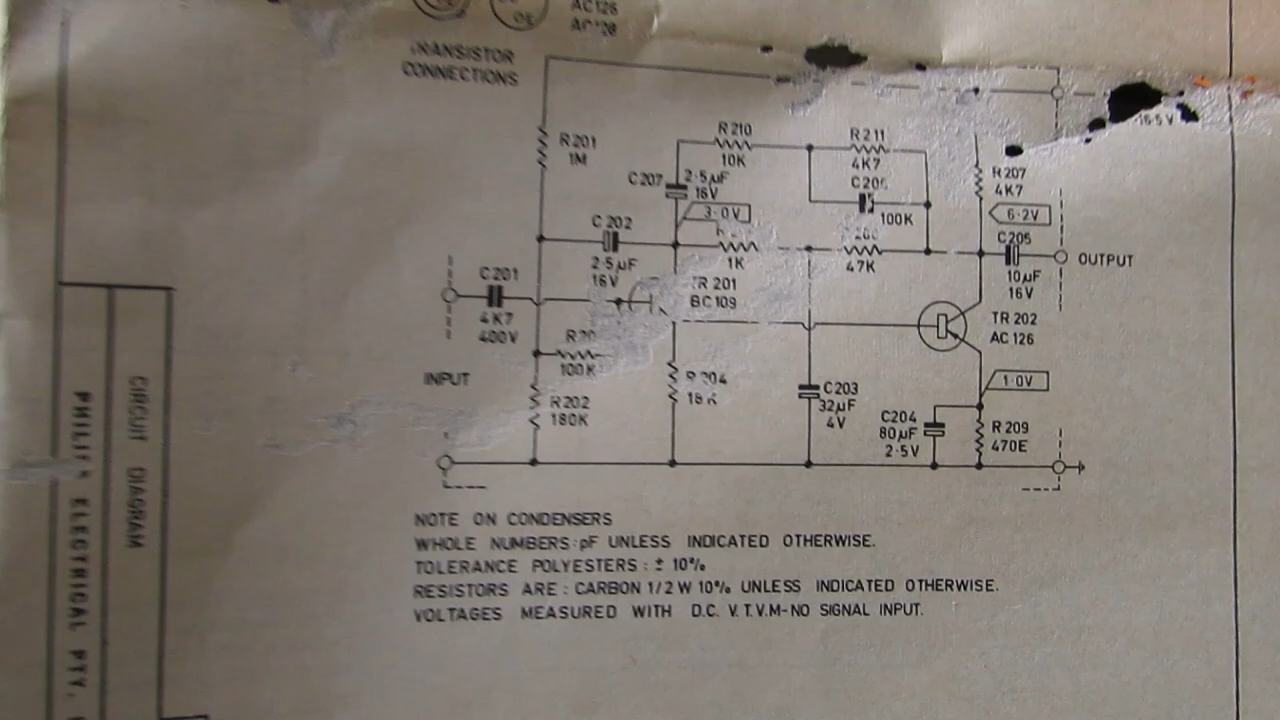 AC126
TRANSISTOR
CONNECTIONS
16·5V
R201
1M
R210
10K
R211
4K7
C207
2·5µF
16V
3·0V
100K
R207
4K7
6·2V
C202
2·5µF
16V
1K
47K
C205
10µF
16V
OUTPUT
C201
4K7
400V
TR 201
BC109
TR 202
AC 126
100K
INPUT
R202
180K
C203
32µF
4V
C204
80µF
2·5V
1·0V
R 209
470E
NOTE ON CONDENSERS
WHOLE NUMBERS:pF UNLESS INDICATED OTHERWISE.
TOLERANCE POLYESTERS : ± 10%
RESISTORS ARE : CARBON 1/2 W 10% UNLESS INDICATED OTHERWISE.
VOLTAGES MEASURED WITH D.C. V.T.V.M-NO SIGNAL INPUT.
CIRCUIT DIAGRAM
PHILIPS ELECTRICAL PTY.